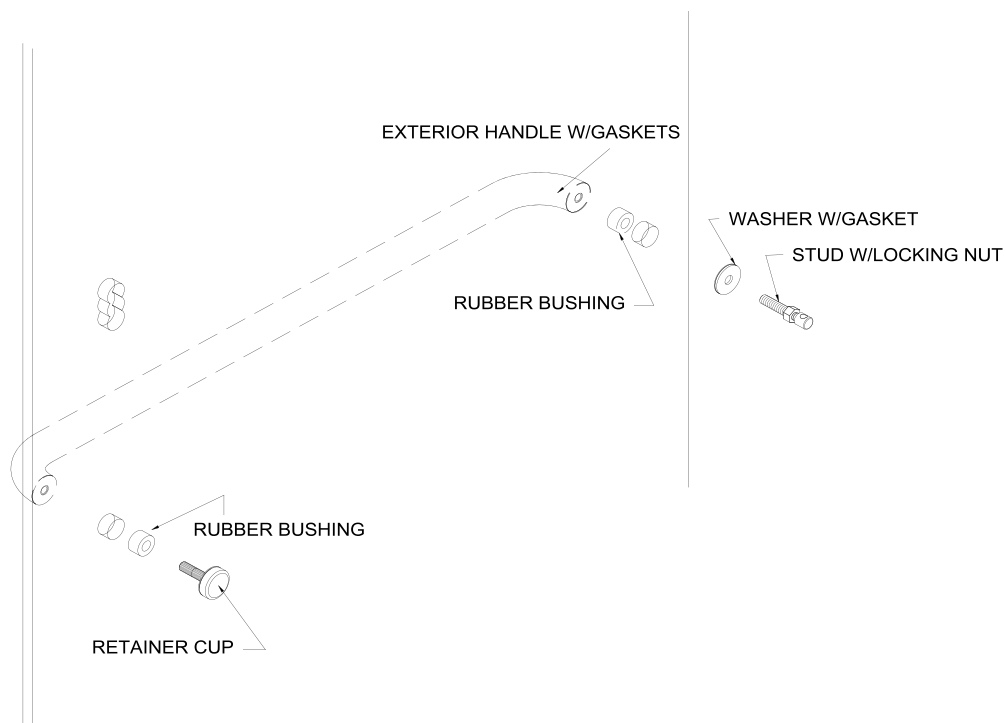 EXTERIOR HANDLE W/GASKETS
WASHER W/GASKET
STUD W/LOCKING NUT
RUBBER BUSHING
RUBBER BUSHING
RETAINER CUP